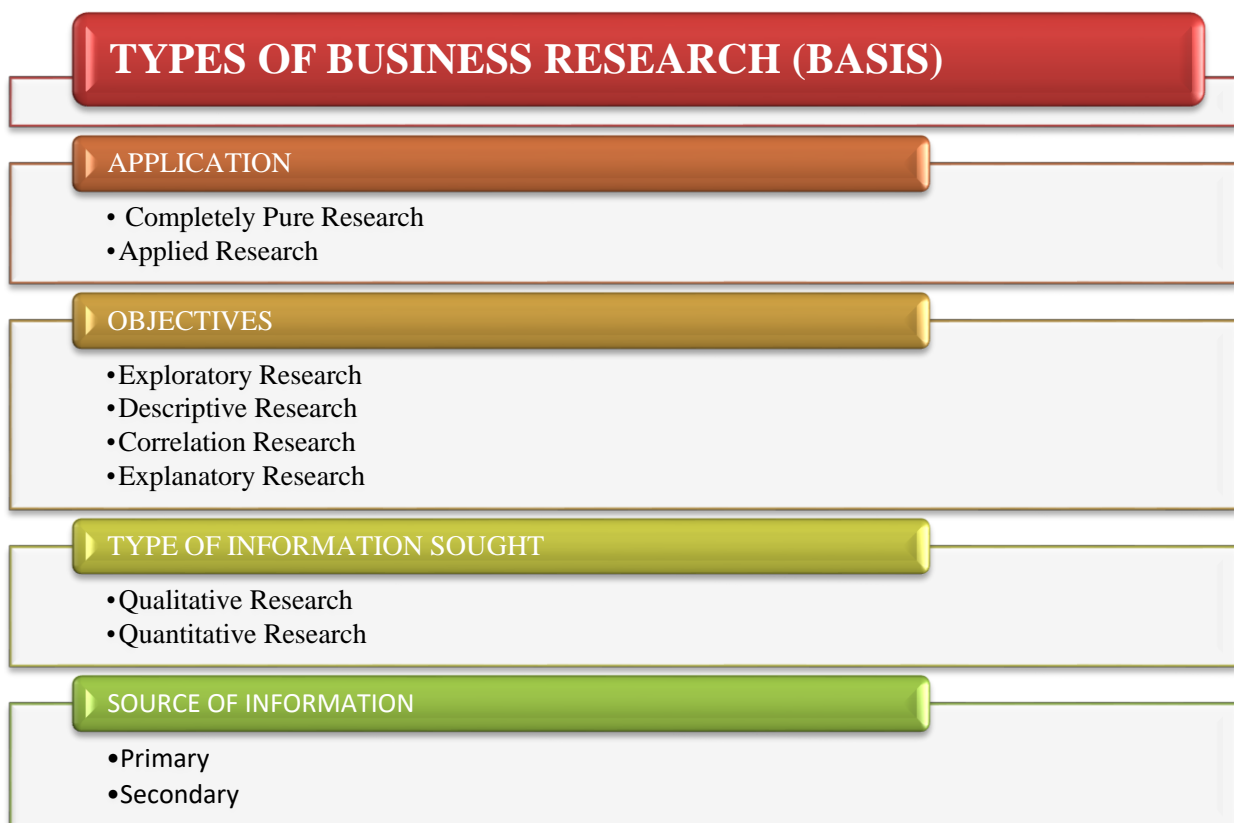 TYPES OF BUSINESS RESEARCH (BASIS)
APPLICATION
• Completely Pure Research
•Applied Research
OBJECTIVES
•Exploratory Research
•Descriptive Research
•Correlation Research
•Explanatory Research
TYPE OF INFORMATION SOUGHT
•Qualitative Research
•Quantitative Research
SOURCE OF INFORMATION
•Primary
•Secondary